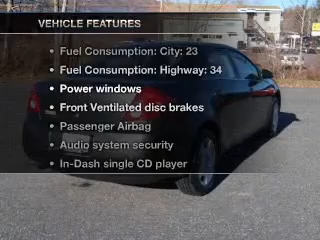 VEHICLE FEATURES
• Fuel Consumption: City: 23
• Fuel Consumption: Highway: 34
• Power windows
• Front Ventilated disc brakes
• Passenger Airbag
• Audio system security
• In-Dash single CD player